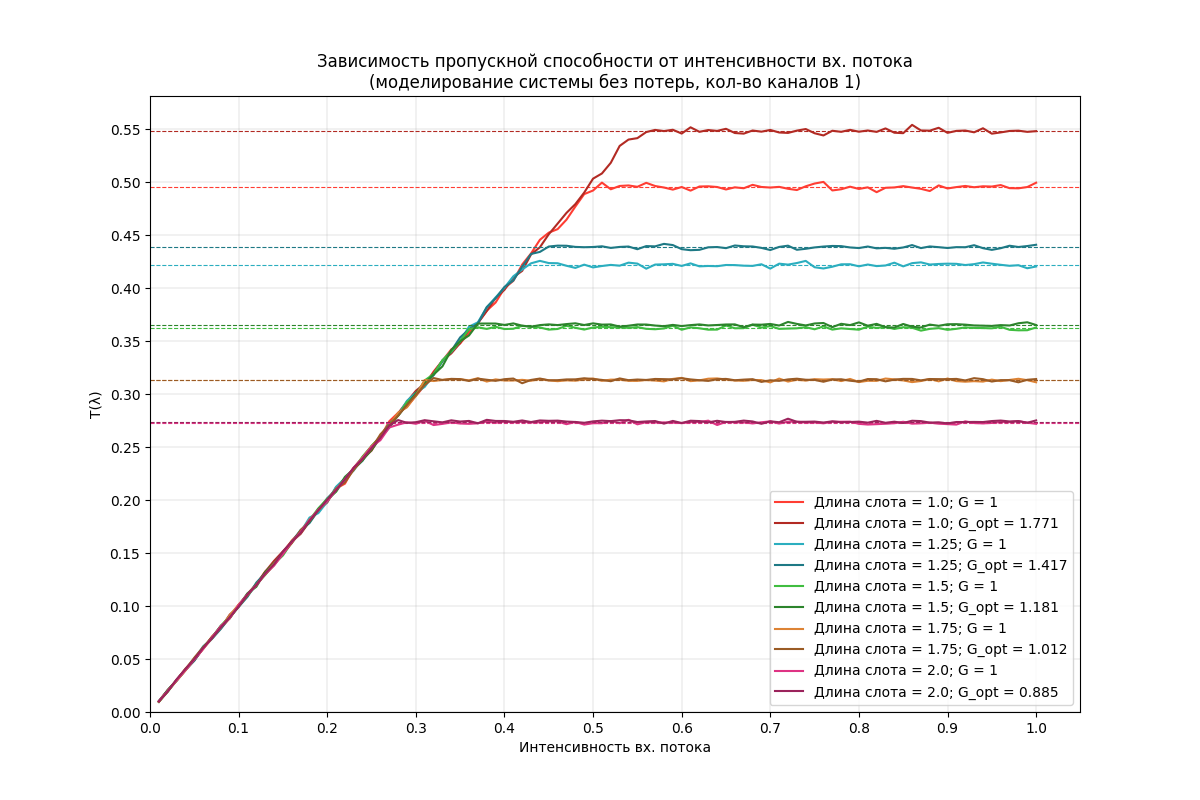 Зависимость пропускной способности от интенсивности вх. потока
(моделирование системы без потерь, кол-во каналов 1)
T(λ)
0.55
0.50
0.45
0.40
0.35
0.30
0.25
0.20
0.15
0.10
0.05
0.00
Длина слота = 1.0; G = 1
Длина слота = 1.0; G_opt = 1.771
Длина слота = 1.25; G = 1
Длина слота = 1.25; G_opt = 1.417
Длина слота = 1.5; G = 1
Длина слота = 1.5; G_opt = 1.181
Длина слота = 1.75; G = 1
Длина слота = 1.75; G_opt = 1.012
Длина слота = 2.0; G = 1
Длина слота = 2.0; G_opt = 0.885
0.0 0.1 0.2 0.3 0.4 0.5 0.6 0.7 0.8 0.9 1.0
Интенсивность вх. потока